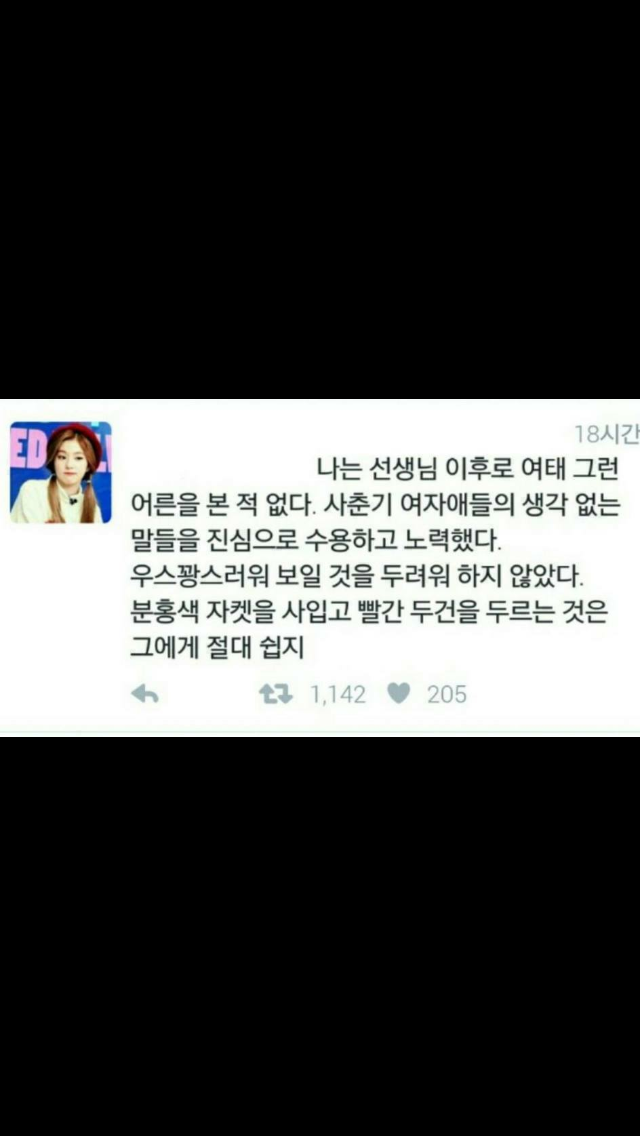 18시간
나는 선생님 이후로 여태 그런
어른을 본 적 없다. 사춘기 여자애들의 생각 없는
말들을 진심으로 수용하고 노력했다.
우스꽝스러워 보일 것을 두려워 하지 않았다.
분홍색 자켓을 사입고 빨간 두건을 두르는 것은
그에게 절대 쉽지
1,142 205